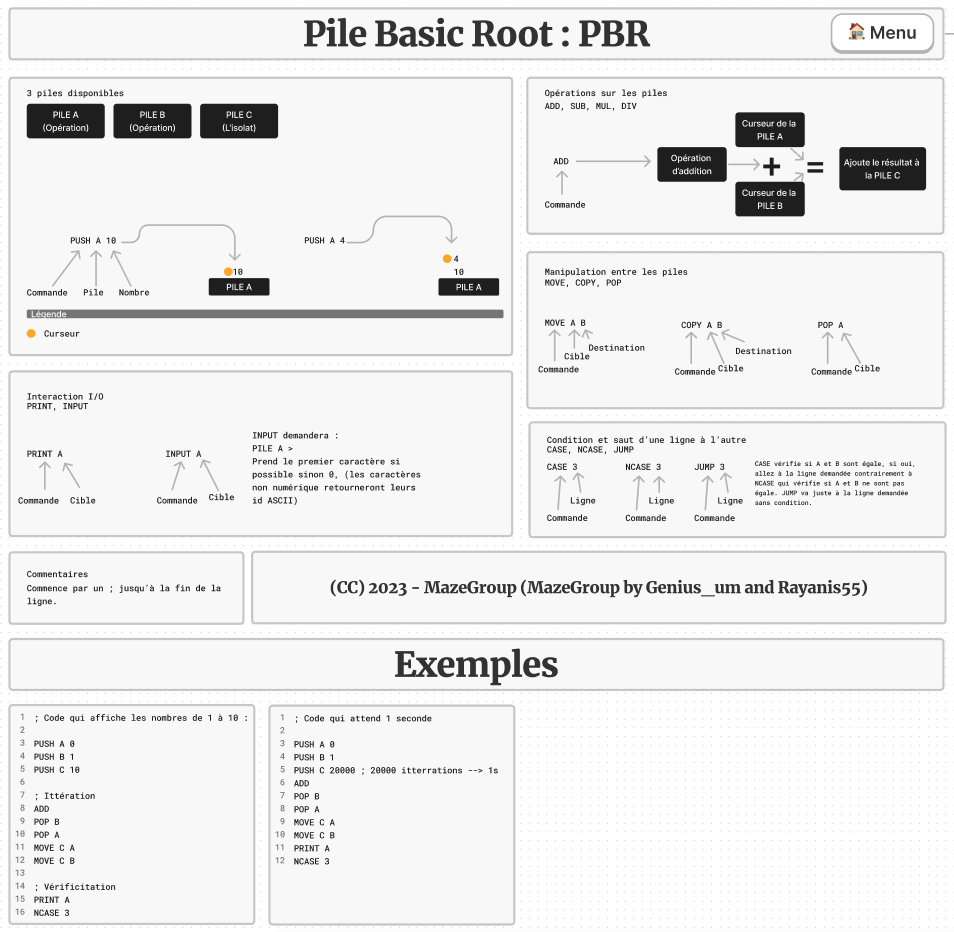 Pile Basic Root : PBR
Menu
3 piles disponibles
PILE A
(Opération)
PILE B
(Opération)
PILE C
(L'isolat)
PUSH A 10
Commande
Pile
Nombre
10
PILE A
PUSH A 4
4
10
PILE A
Légende
Curseur
Opérations sur les piles
ADD, SUB, MUL, DIV
ADD
Commande
Opération
d'addition
Curseur de la
PILE A
+
Curseur de la
PILE B
=
Ajoute le résultat à
la PILE C
Manipulation entre les piles
MOVE, COPY, POP
MOVE A B
Destination
Cible
Commande
COPY A B
Destination
Cible
Commande
POP A
Cible
Commande
Interaction I/O
PRINT, INPUT
PRINT A
Commande
Cible
INPUT A
Commande
Cible
INPUT demandera :
PILE A >
Prend le premier caractère si
possible sinon 0, (les caractères
non numérique retourneront leurs
id ASCII)
Condition et saut d'une ligne à l'autre
CASE, NCASE, JUMP
CASE 3
Ligne
Commande
NCASE 3
Ligne
Commande
JUMP 3
Ligne
Commande
CASE vérifie si A et B sont égale, si oui,
allez à la ligne demandée contrairement à
NCASE qui vérifie si A et B ne sont pas
égale. JUMP va juste à la ligne demandée
sans condition.
Commentaires
Commence par un ; jusqu'à la fin de la
ligne.
(CC) 2023 - MazeGroup (MazeGroup by Genius_um and Rayanis55)
Exemples
1 ; Code qui affiche les nombres de 1 à 10 :
2
3 PUSH A 0
4 PUSH B 1
5 PUSH C 10
6
7 ; Ittération
8 ADD
9 POP B
10 POP A
11 MOVE C A
12 MOVE C B
13
14 ; Vérificitation
15 PRINT A
16 NCASE 3
1 ; Code qui attend 1 seconde
2
3 PUSH A 0
4 PUSH B 1
5 PUSH C 20000 ; 20000 itterrations --> 1s
6 ADD
7 POP B
8 POP A
9 MOVE C A
10 MOVE C B
11 PRINT A
12 NCASE 3